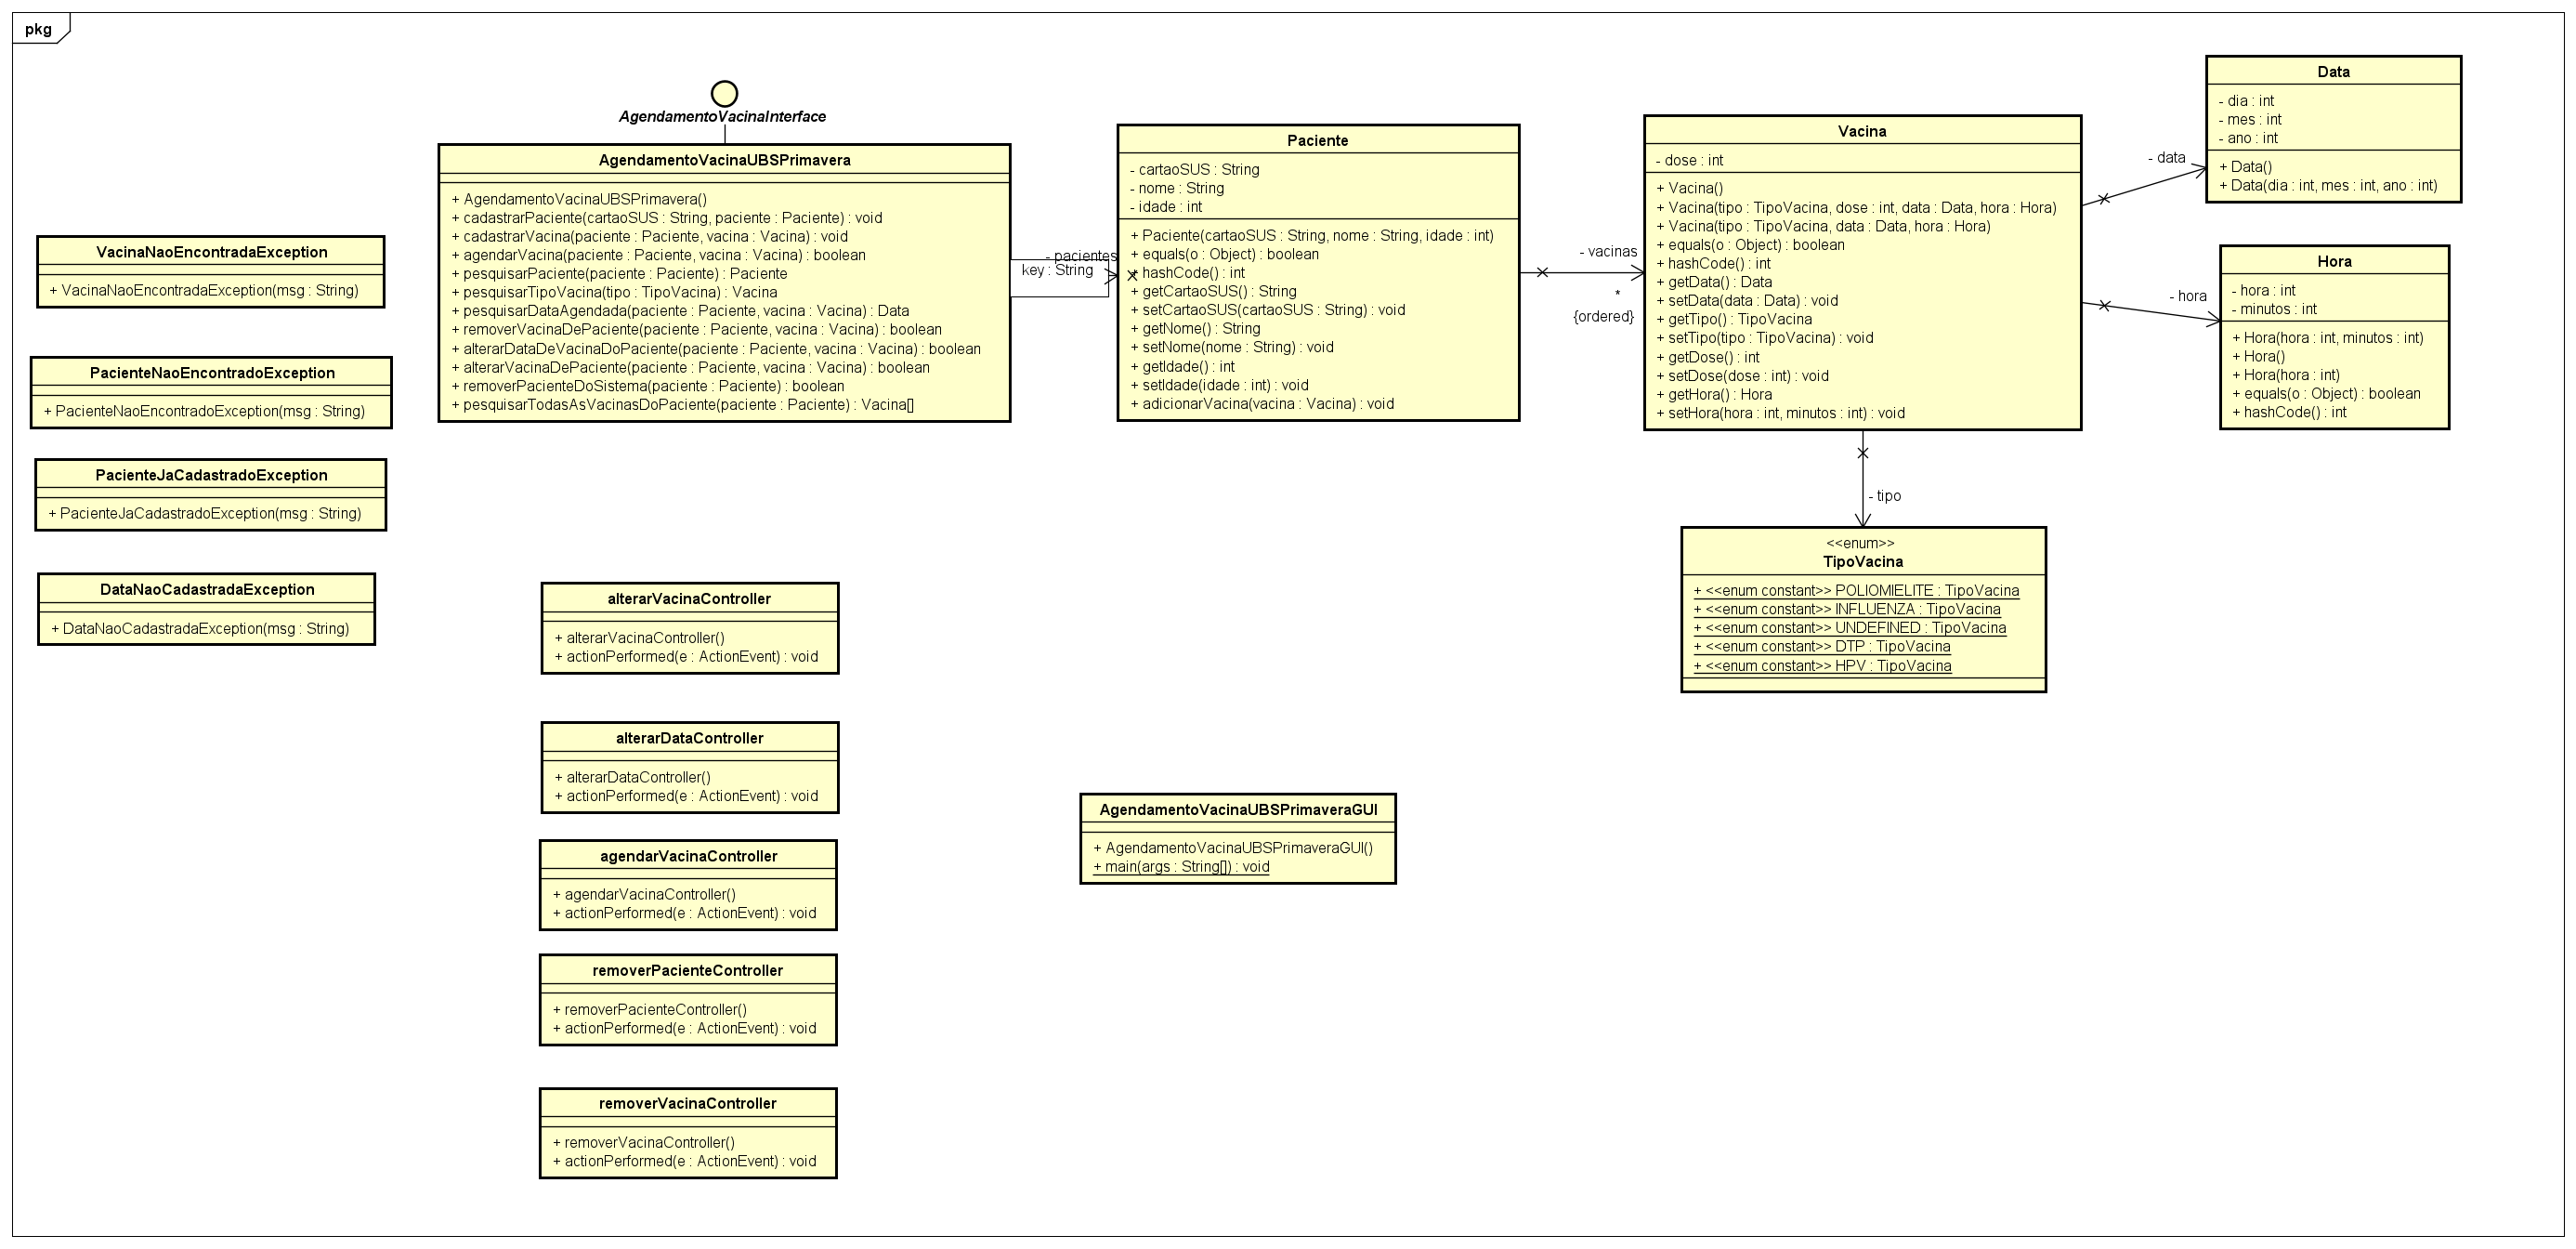 pkg
AgendamentoVacinaInterface
AgendamentoVacinaUBSPrimavera
+ AgendamentoVacinaUBSPrimavera()
+ cadastrarPaciente(cartaoSUS : String, paciente : Paciente) : void
+ cadastrarVacina(paciente : Paciente, vacina : Vacina) : void
+ agendarVacina(paciente : Paciente, vacina : Vacina) : boolean
+ pesquisarPaciente(paciente : Paciente) : Paciente
+ pesquisarTipoVacina(tipo : TipoVacina) : Vacina
+ pesquisarDataAgendada(paciente : Paciente, vacina : Vacina) : Data
+ removerVacinaDePaciente(paciente : Paciente, vacina : Vacina) : boolean
+ alterarDataDeVacinaDoPaciente(paciente : Paciente, vacina : Vacina) : boolean
+ alterarVacinaDePaciente(paciente : Paciente, vacina : Vacina) : boolean
+ removerPacienteDoSistema(paciente : Paciente) : boolean
+ pesquisarTodasAsVacinasDoPaciente(paciente : Paciente) : Vacina[]
- pacientes
key : String
Paciente
- cartaoSUS : String
- nome : String
- idade : int
+ Paciente(cartaoSUS : String, nome : String, idade : int)
+ equals(o : Object) : boolean
+ hashCode() : int
+ getCartaoSUS() : String
+ setCartaoSUS(cartaoSUS : String) : void
+ getNome() : String
+ setNome(nome : String) : void
+ getIdade() : int
+ setIdade(idade : int) : void
+ adicionarVacina(vacina : Vacina) : void
- vacinas
*
{ordered}
Vacina
- dose : int
+ Vacina()
+ Vacina(tipo : TipoVacina, dose : int, data : Data, hora : Hora)
+ Vacina(tipo : TipoVacina, data : Data, hora : Hora)
+ equals(o : Object) : boolean
+ hashCode() : int
+ getData() : Data
+ setData(data : Data) : void
+ getTipo() : TipoVacina
+ setTipo(tipo : TipoVacina) : void
+ getDose() : int
+ setDose(dose : int) : void
+ getHora() : Hora
+ setHora(hora : int, minutos : int) : void
- data
Data
- dia : int
- mes : int
- ano : int
+ Data()
+ Data(dia : int, mes : int, ano : int)
- hora
Hora
- hora : int
- minutos : int
+ Hora(hora : int, minutos : int)
+ Hora()
+ Hora(hora : int)
+ equals(o : Object) : boolean
+ hashCode() : int
- tipo
<<enum>>
TipoVacina
+ <<enum constant>> POLIOMIELITE : TipoVacina
+ <<enum constant>> INFLUENZA : TipoVacina
+ <<enum constant>> UNDEFINED : TipoVacina
+ <<enum constant>> DTP : TipoVacina
+ <<enum constant>> HPV : TipoVacina
VacinaNaoEncontradaException
+ VacinaNaoEncontradaException(msg : String)
PacienteNaoEncontradoException
+ PacienteNaoEncontradoException(msg : String)
PacienteJaCadastradoException
+ PacienteJaCadastradoException(msg : String)
DataNaoCadastradaException
+ DataNaoCadastradaException(msg : String)
alterarVacinaController
+ alterarVacinaController()
+ actionPerformed(e : ActionEvent) : void
alterarDataController
+ alterarDataController()
+ actionPerformed(e : ActionEvent) : void
agendarVacinaController
+ agendarVacinaController()
+ actionPerformed(e : ActionEvent) : void
removerPacienteController
+ removerPacienteController()
+ actionPerformed(e : ActionEvent) : void
removerVacinaController
+ removerVacinaController()
+ actionPerformed(e : ActionEvent) : void
AgendamentoVacinaUBSPrimaveraGUI
+ AgendamentoVacinaUBSPrimaveraGUI()
+ main(args : String[]) : void